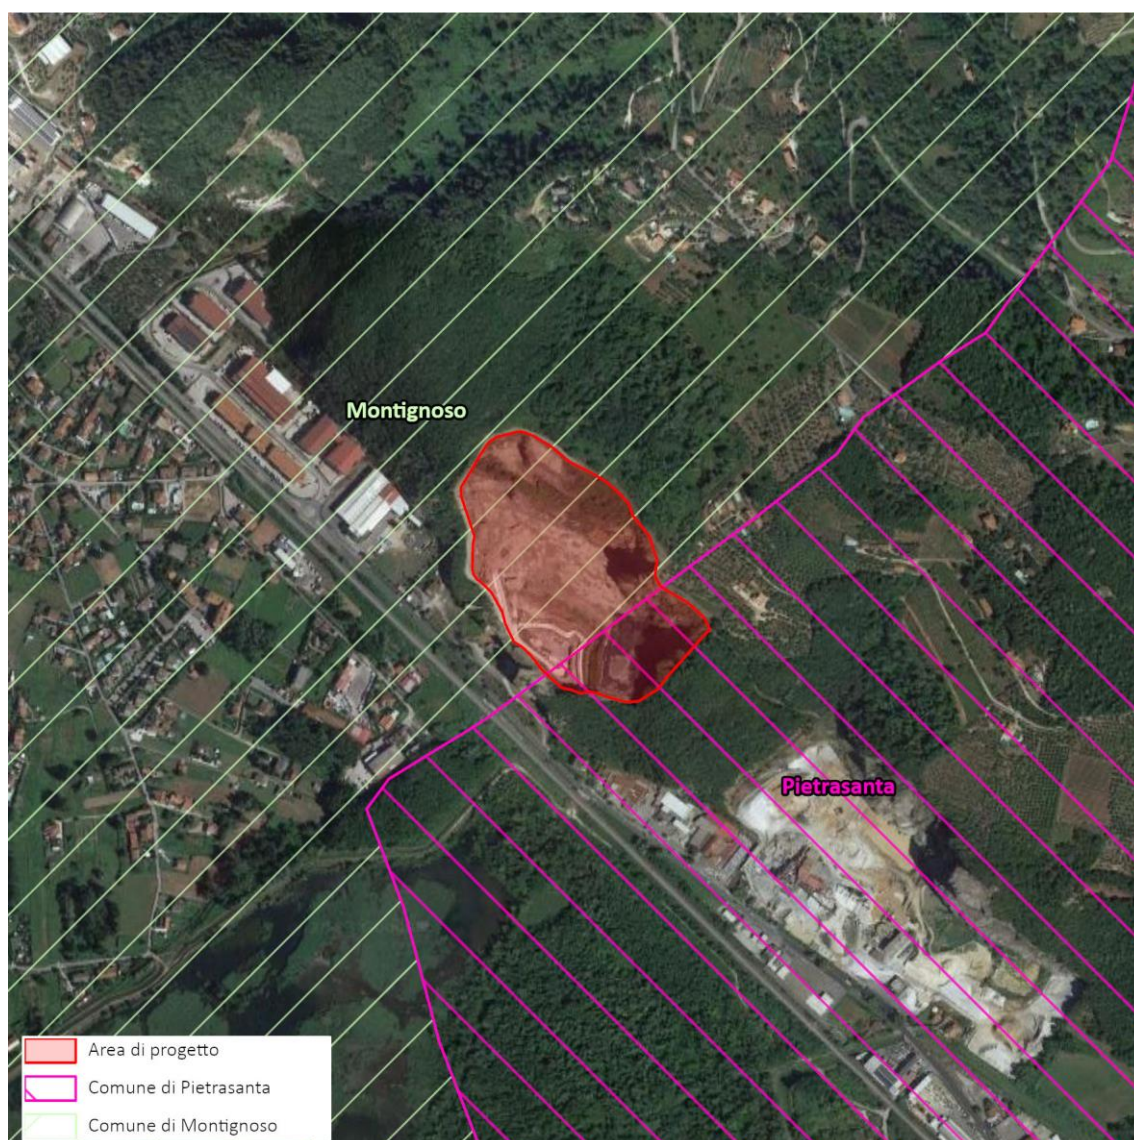 Montignoso
Pietrasanta
Area di progetto
Comune di Pietrasanta
Comune di Montignoso